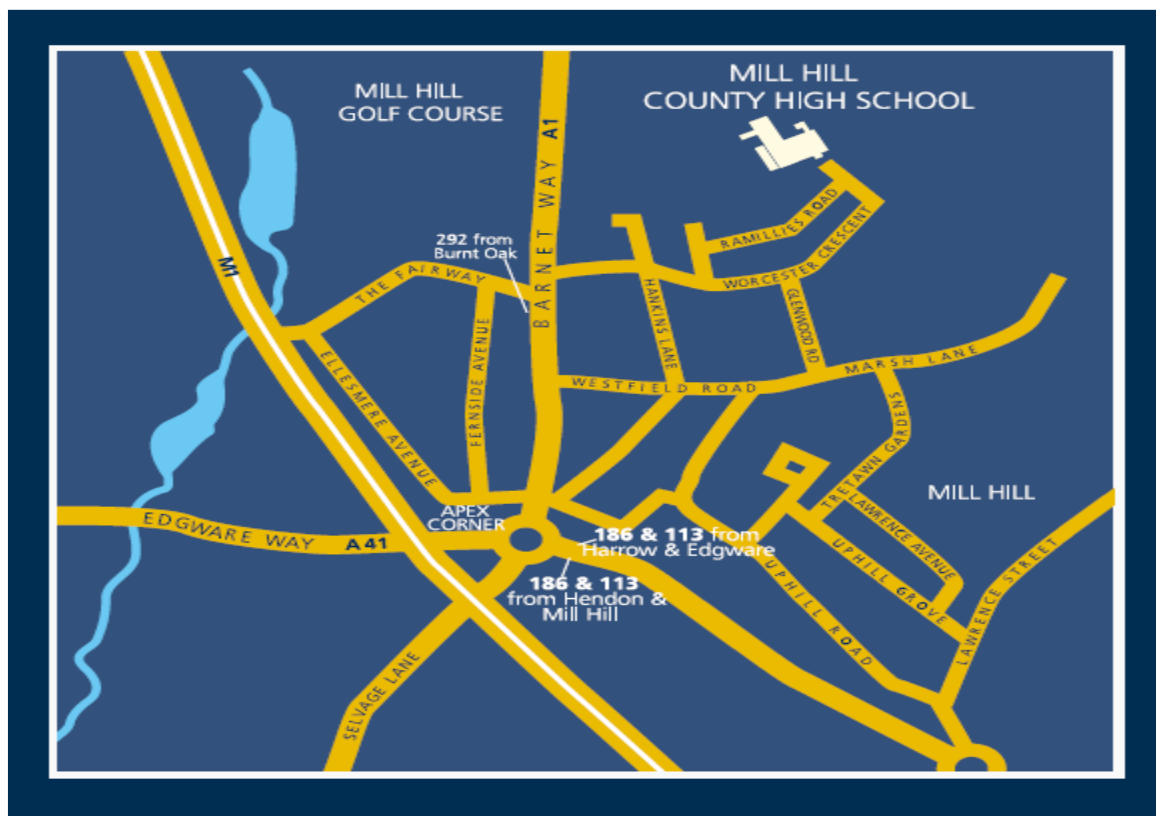 MILL HILL
COUNTY HIGH SCHOOL
MILL HILL
GOLF COURSE
BARNET WAY A1
M1
292 from
Burnt Oak
THE FAIRWAY
RAMILLIES ROAD
WORCESTER CRESCENT
HANKINS LANE
GLENWOOD RD
FERNSIDE AVENUE
ELLESMERE AVENUE
WESTFIELD ROAD
MARSH LANE
TRETAWN GARDENS
MILL HILL
LAWRENCE AVENUE
APEX
CORNER
EDGWARE WAY A41
186 & 113 from
Harrow & Edgware
186 & 113
from Hendon &
Mill Hill
UPHILL GROVE
UPHILL ROAD
LAWRENCE STREET
SELVAGE LANE